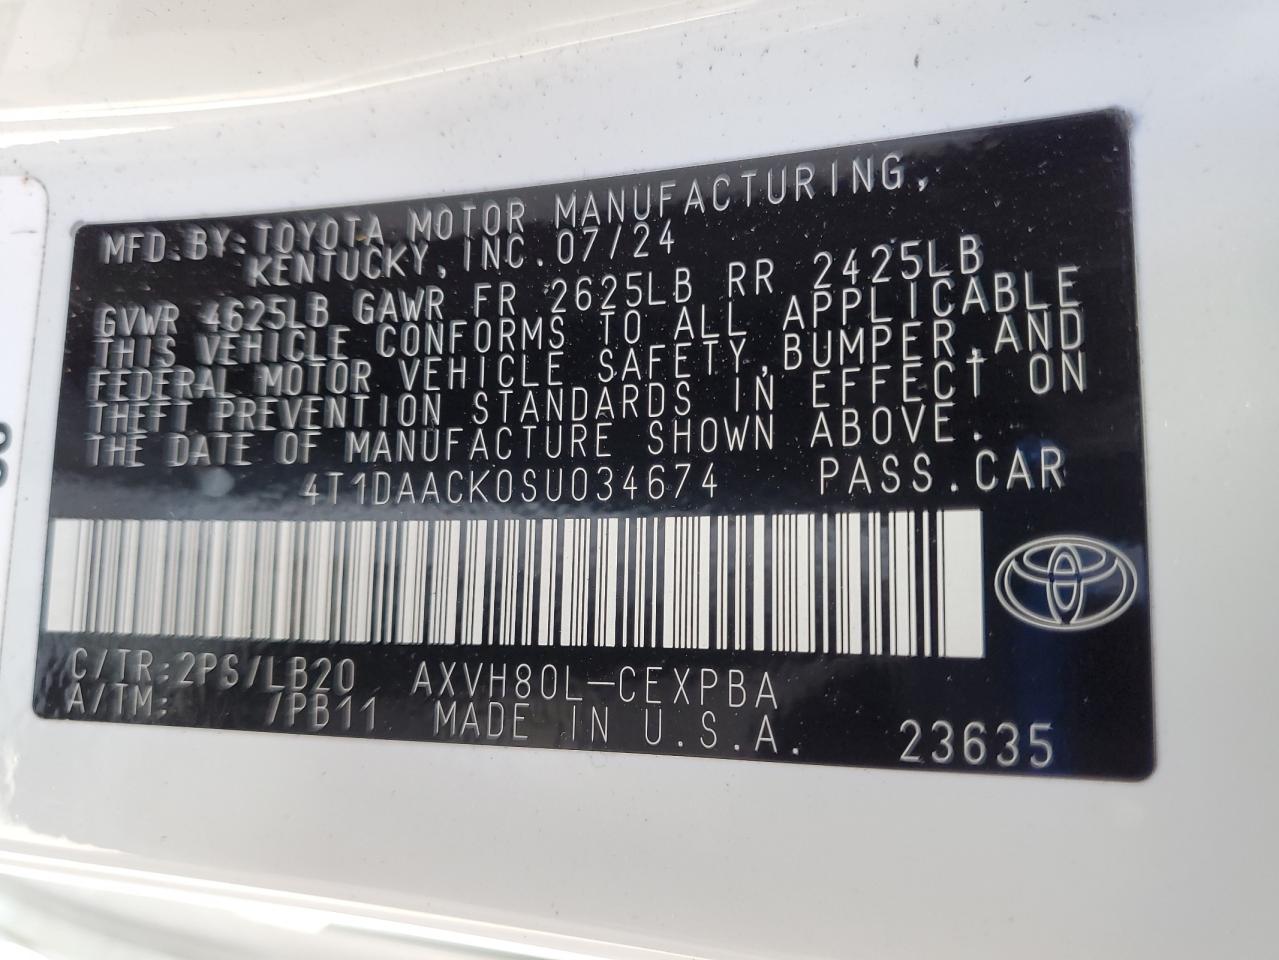 MFD.BY:TOYOTA MOTOR MANUFACTURING,
KENTUCKY, INC. 07/24
GVWR 4625LB GAWR FR 2625LB RR 2425LB
THIS VEHICLE CONFORMS TO ALL APPLICABLE
FEDERAL MOTOR VEHICLE SAFETY,BUMPER,AND
THEFT PREVENTION STANDARDS IN EFFECT ON
THE DATE OF MANUFACTURE SHOWN ABOVE.
4T1DAACK0SU034674 PASS.CAR
C/TR:2PS/LB20 AXVH80L-CEXPBA
A/TM: /PB11 MADE IN U.S.A. 23635